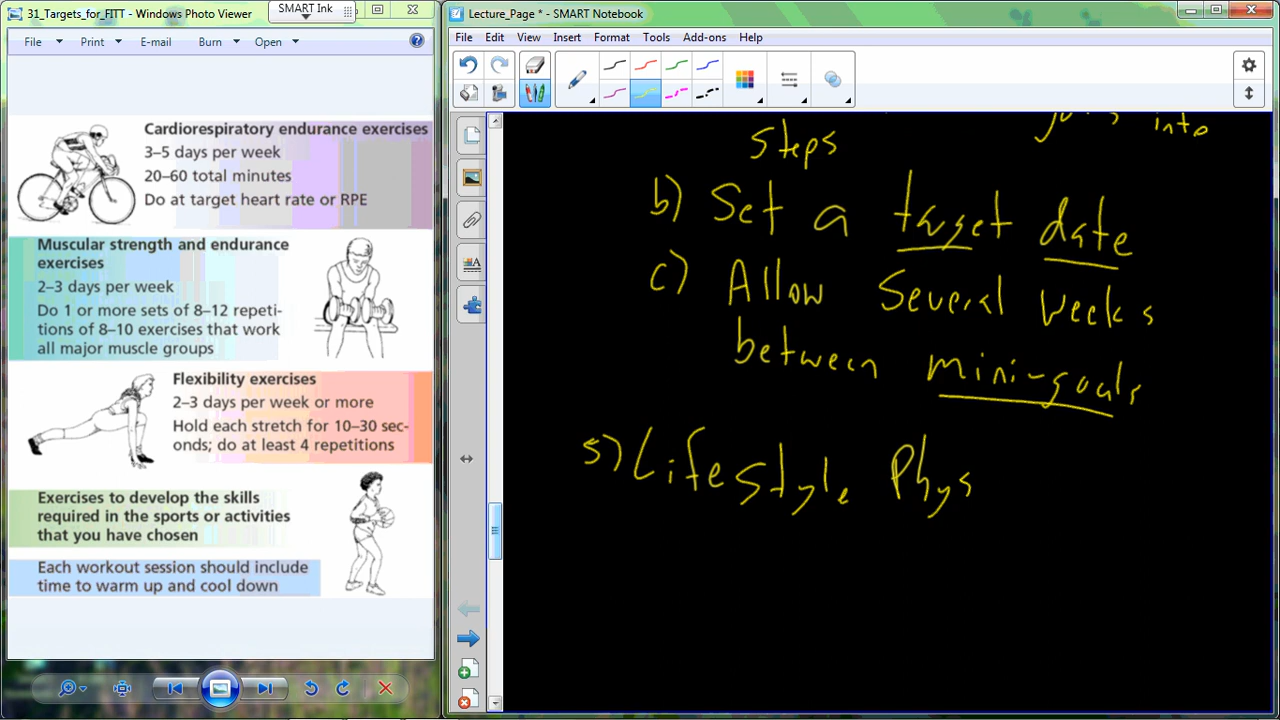 31_Targets_for_FITT - Windows Photo Viewer
SMART Ink
File Print E-mail Burn Open
Cardiorespiratory endurance exercises
3–5 days per week
20–60 total minutes
Do at target heart rate or RPE
Muscular strength and endurance
exercises
2–3 days per week
Do 1 or more sets of 8–12 repeti-
tions of 8–10 exercises that work
all major muscle groups
Flexibility exercises
2–3 days per week or more
Hold each stretch for 10–30 sec-
onds; do at least 4 repetitions
Exercises to develop the skills
required in the sports or activities
that you have chosen
Each workout session should include
time to warm up and cool down
Lecture_Page * - SMART Notebook
File Edit View Insert Format Tools Add-ons Help
into
steps
b) Set a target date
c) Allow several weeks
between mini-goals
5) Lifestyle Phys